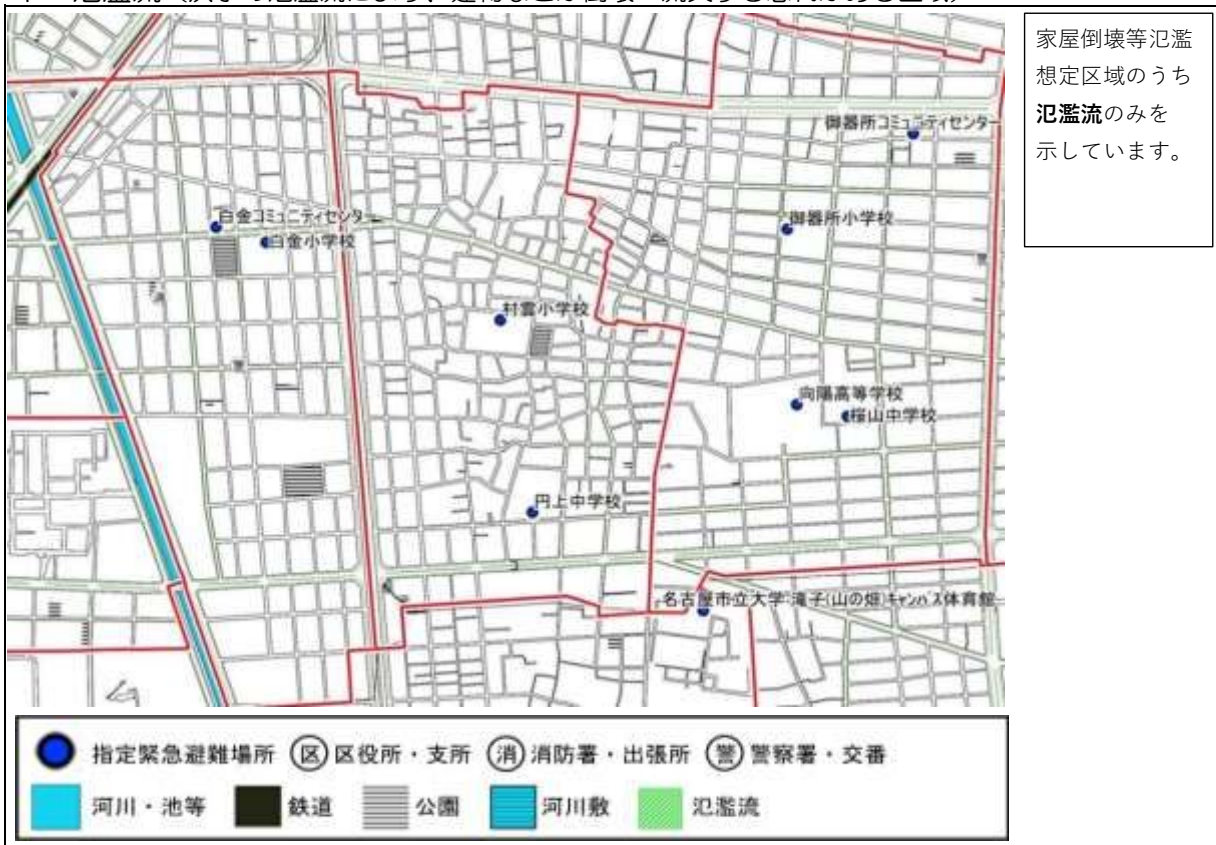 家屋倒壊等氾濫
想定区域のうち
氾濫流のみを
示しています。
御器所コミュニティセンター
白金コミュニティセンター
白金小学校
御器所小学校
村雲小学校
向陽高等学校
桜山中学校
円上中学校
名古屋市立大学 滝子(山の畑)キャンパス体育館
指定緊急避難場所 区 区役所・支所 消 消防署・出張所 警 警察署・交番
河川・池等 鉄道 公園 河川敷 氾濫流